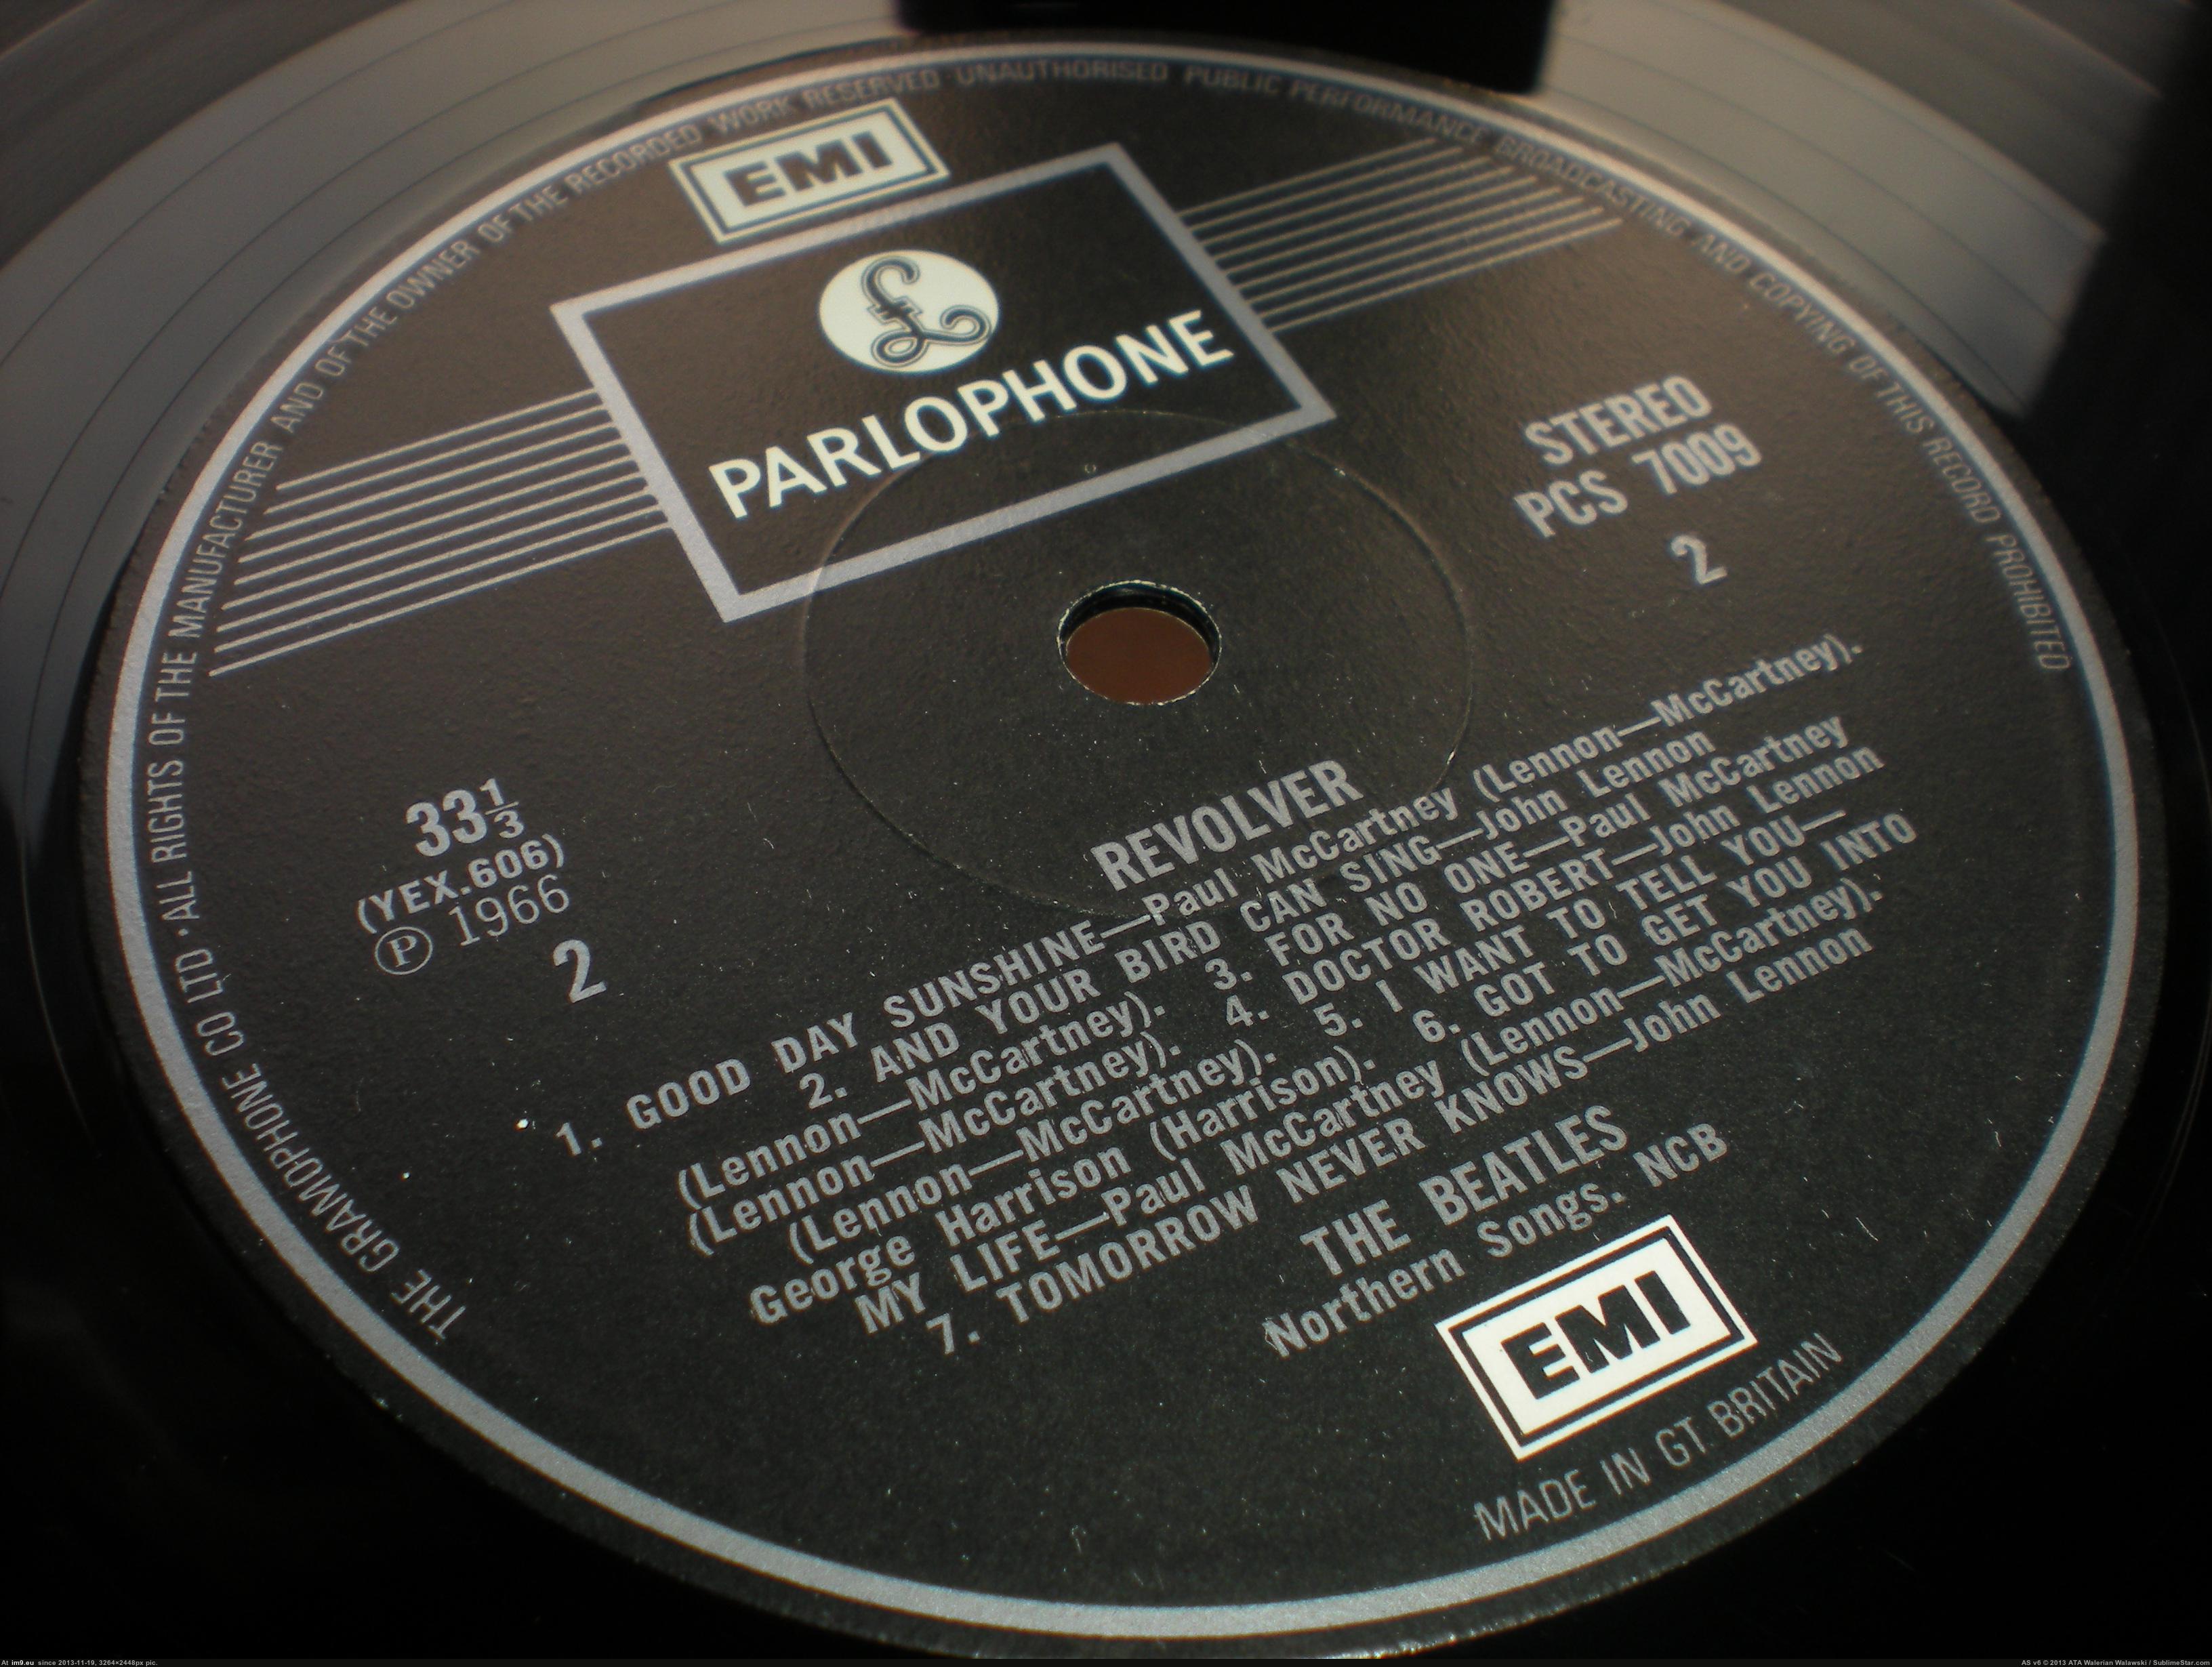 THE GRAMOPHONE CO LTD · ALL RIGHTS OF THE MANUFACTURER AND OF THE OWNER OF THE RECORDED WORK RESERVED UNAUTHORISED PUBLIC PERFORMANCE BROADCASTING AND COPYING OF THIS RECORD PROHIBITED
EMI
£
PARLOPHONE
STEREO
PCS 7009
2
33⅓
(YEX.606)
Ⓟ 1966
2
REVOLVER
1. GOOD DAY SUNSHINE—Paul McCartney (Lennon—McCartney).
2. AND YOUR BIRD CAN SING—John Lennon
(Lennon—McCartney). 3. FOR NO ONE—Paul McCartney
(Lennon—McCartney). 4. DOCTOR ROBERT—John Lennon
(Lennon—McCartney). 5. I WANT TO TELL YOU—
George Harrison (Harrison). 6. GOT TO GET YOU INTO
MY LIFE—Paul McCartney (Lennon—McCartney).
7. TOMORROW NEVER KNOWS—John Lennon
THE BEATLES
Northern Songs. NCB
EMI
MADE IN GT. BRITAIN
At im9.eu since 2013-11-19, 3264×2448px pic.
AS v6 © 2013 ATA Walerian Walawski / SublimeStar.com